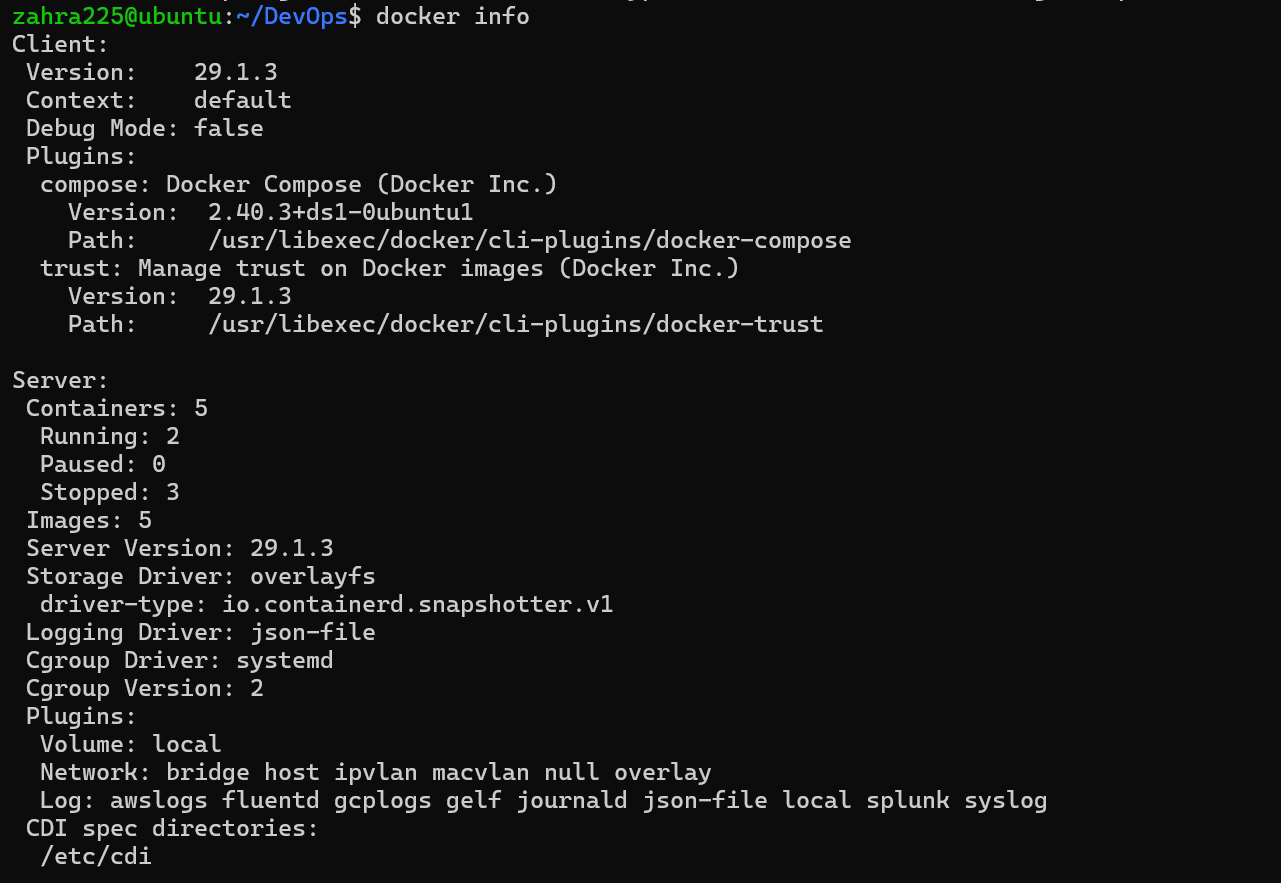 zahra225@ubuntu:~/DevOps$ docker info
Client:
 Version:    29.1.3
 Context:    default
 Debug Mode: false
 Plugins:
  compose: Docker Compose (Docker Inc.)
    Version:  2.40.3+ds1-0ubuntu1
    Path:     /usr/libexec/docker/cli-plugins/docker-compose
  trust: Manage trust on Docker images (Docker Inc.)
    Version:  29.1.3
    Path:     /usr/libexec/docker/cli-plugins/docker-trust

Server:
 Containers: 5
  Running: 2
  Paused: 0
  Stopped: 3
 Images: 5
 Server Version: 29.1.3
 Storage Driver: overlayfs
  driver-type: io.containerd.snapshotter.v1
 Logging Driver: json-file
 Cgroup Driver: systemd
 Cgroup Version: 2
 Plugins:
  Volume: local
  Network: bridge host ipvlan macvlan null overlay
  Log: awslogs fluentd gcplogs gelf journald json-file local splunk syslog
 CDI spec directories:
  /etc/cdi